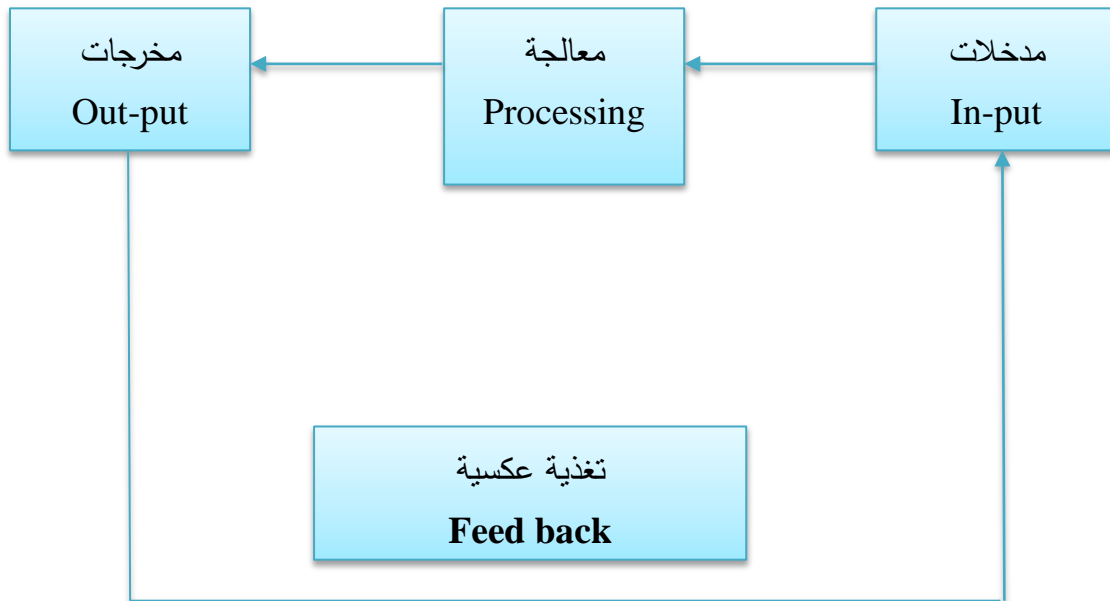 مدخلات
In-put
معالجة
Processing
مخرجات
Out-put
تغذية عكسية
Feed back